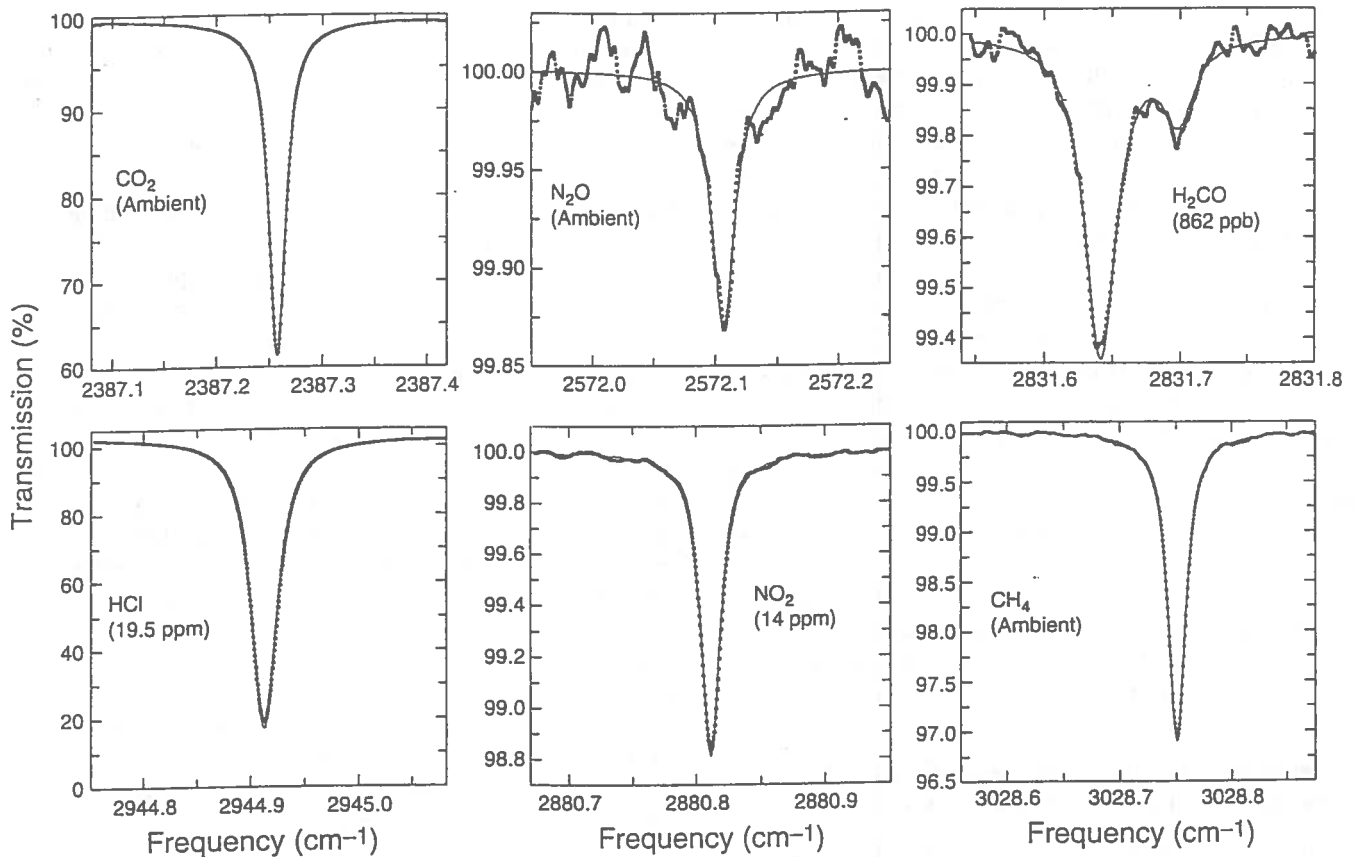 Transmission (%)
100
90
80
70
60
CO₂
(Ambient)
2387.1 2387.2 2387.3 2387.4
100.00
99.95
99.90
99.85
N₂O
(Ambient)
2572.0 2572.1 2572.2
100.0
99.9
99.8
99.7
99.6
99.5
99.4
H₂CO
(862 ppb)
2831.6 2831.7 2831.8
100
80
60
40
20
0
HCl
(19.5 ppm)
2944.8 2944.9 2945.0
Frequency (cm⁻¹)
100.0
99.8
99.6
99.4
99.2
99.0
98.8
NO₂
(14 ppm)
2880.7 2880.8 2880.9
Frequency (cm⁻¹)
100.0
99.5
99.0
98.5
98.0
97.5
97.0
96.5
CH₄
(Ambient)
3028.6 3028.7 3028.8
Frequency (cm⁻¹)